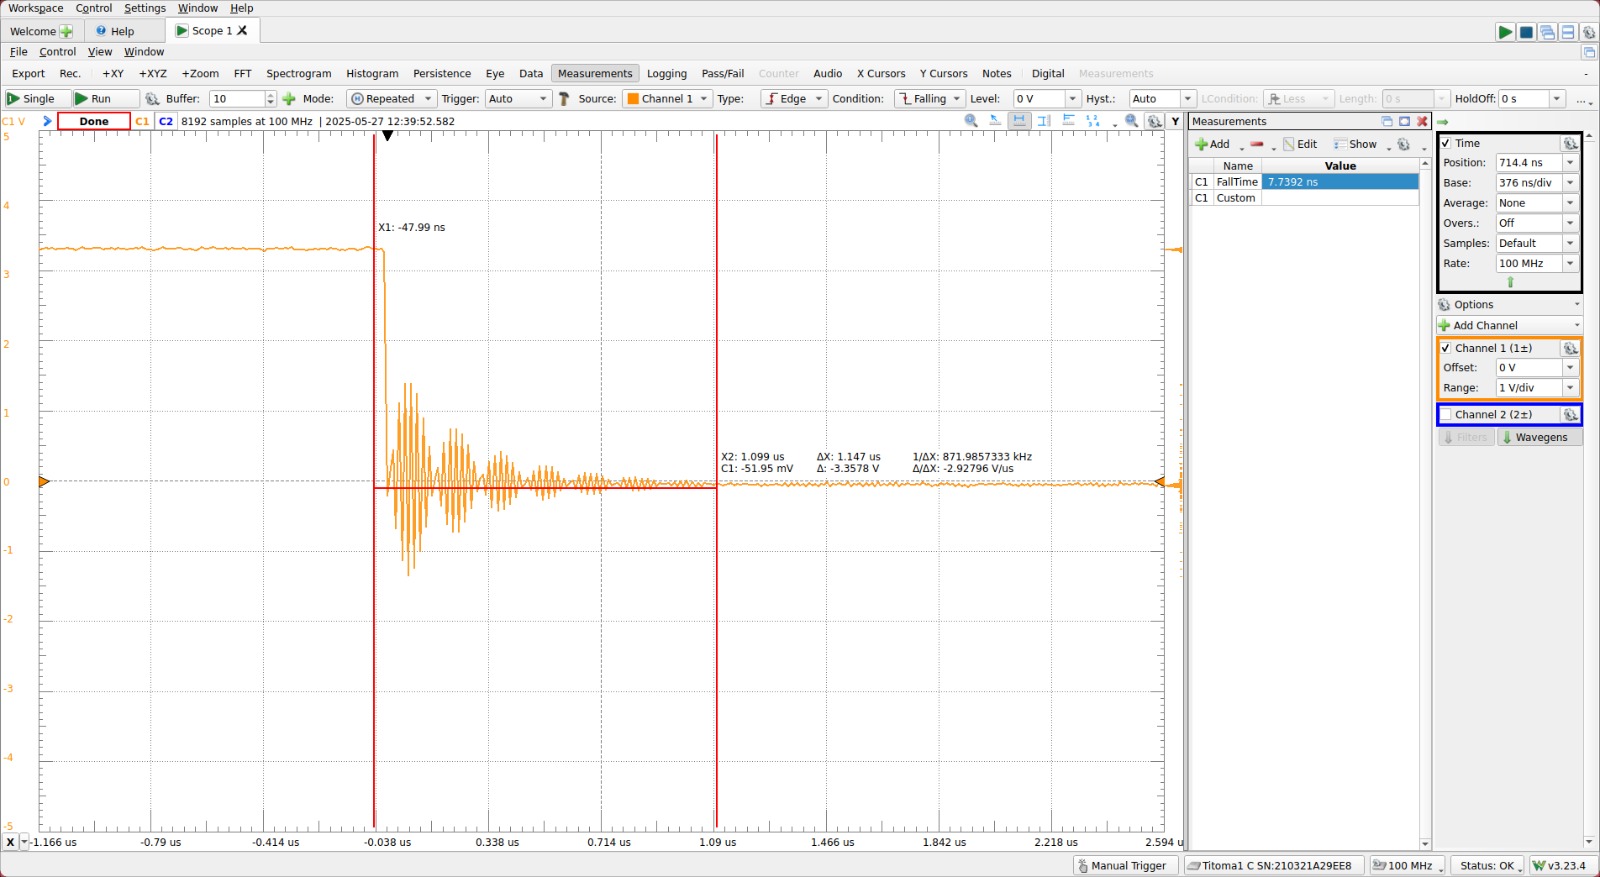 Workspace Control Settings Window Help
Welcome Help Scope 1
File Control View Window
Export Rec. +XY +XYZ +Zoom FFT Spectrogram Histogram Persistence Eye Data Measurements Logging Pass/Fail Counter Audio X Cursors Y Cursors Notes Digital Measurements
Single Run Buffer: 10 Mode: Repeated Trigger: Auto Source: Channel 1 Type: Edge Condition: Falling Level: 0 V Hyst.: Auto LCondition: Less Length: 0 s HoldOff: 0 s ...
C1 V Done C1 C2 8192 samples at 100 MHz | 2025-05-27 12:39:52.582 Y
5
4
3
2
1
0
-1
-2
-3
-4
-5
X1: -47.99 ns
X2: 1.099 us ΔX: 1.147 us 1/ΔX: 871.9857333 kHz
C1: -51.95 mV Δ: -3.3578 V Δ/ΔX: -2.92796 V/us
X -1.166 us -0.79 us -0.414 us -0.038 us 0.338 us 0.714 us 1.09 us 1.466 us 1.842 us 2.218 us 2.594 u
Measurements
Add Edit Show
Name Value
C1 FallTime 7.7392 ns
C1 Custom
Time
Position: 714.4 ns
Base: 376 ns/div
Average: None
Overs.: Off
Samples: Default
Rate: 100 MHz
Options
Add Channel
Channel 1 (1±)
Offset: 0 V
Range: 1 V/div
Channel 2 (2±)
Filters Wavegens
Manual Trigger Titoma1 C SN:210321A29EE8 100 MHz Status: OK v3.23.4